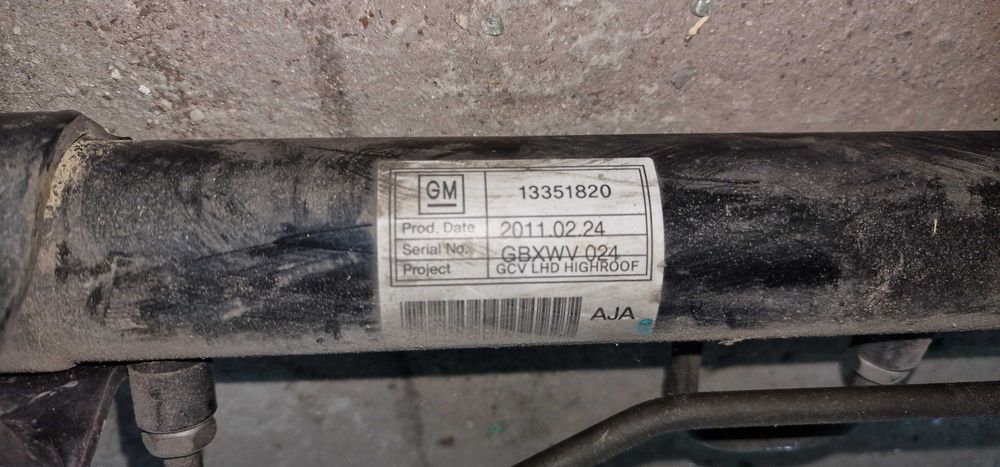 GM 13351820
Prod. Date 2011.02.24
Serial No. GBXWV 024
Project GCV LHD HIGHROOF
AJA